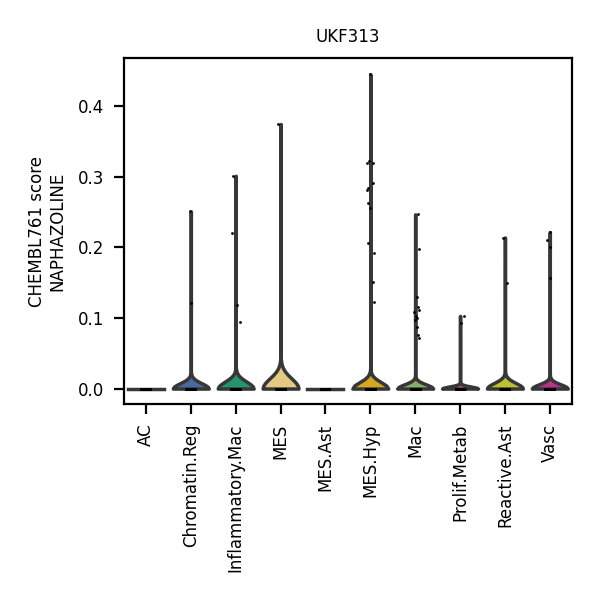 UKF313
CHEMBL761 score
NAPHAZOLINE
0.4
0.3
0.2
0.1
0.0
AC
Chromatin.Reg
Inflammatory.Mac
MES
MES.Ast
MES.Hyp
Mac
Prolif.Metab
Reactive.Ast
Vasc